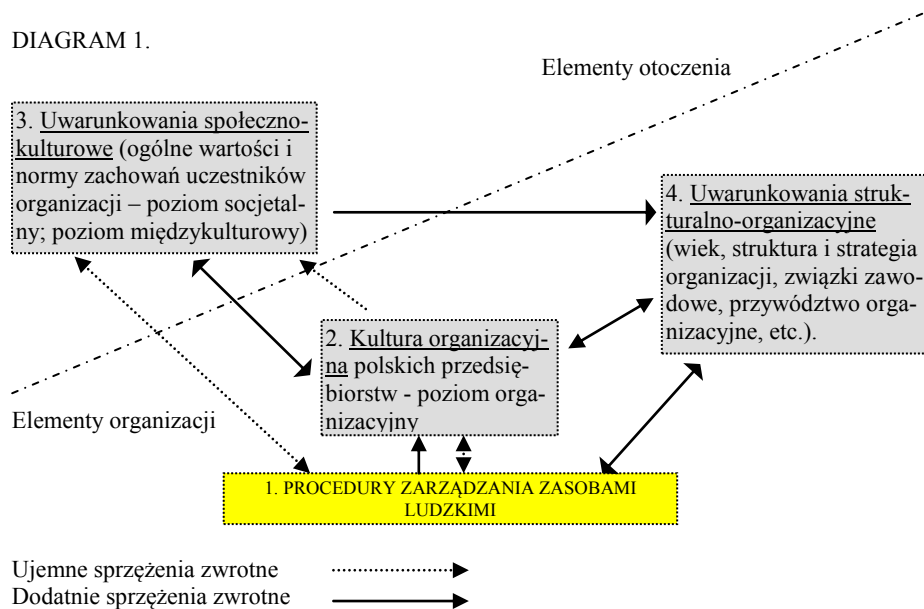 DIAGRAM 1.
Elementy otoczenia
3. Uwarunkowania społeczno-
kulturowe (ogólne wartości i
normy zachowań uczestników
organizacji – poziom socjetal-
ny; poziom międzykulturowy)
4. Uwarunkowania struk-
turalno-organizacyjne
(wiek, struktura i strategia
organizacji, związki zawo-
dowe, przywództwo orga-
nizacyjne, etc.).
2. Kultura organizacyj-
na polskich przedsię-
biorstw - poziom orga-
nizacyjny
Elementy organizacji
1. PROCEDURY ZARZĄDZANIA ZASOBAMI
LUDZKIMI
Ujemne sprzężenia zwrotne
Dodatnie sprzężenia zwrotne